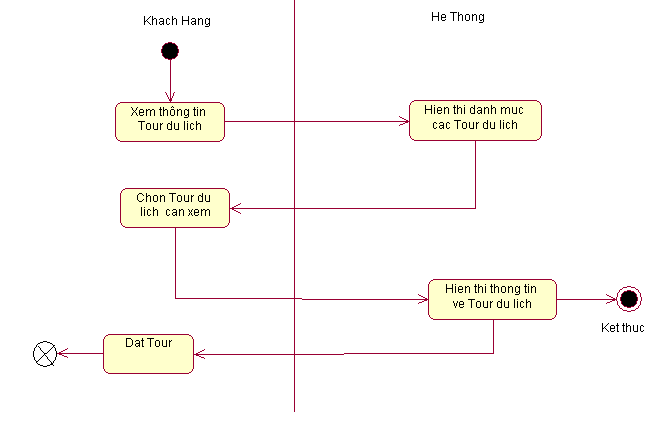 Khach Hang
He Thong
Xem thông tin
Tour du lich
Hien thi danh muc
cac Tour du lich
Chon Tour du
lich can xem
Hien thi thong tin
ve Tour du lich
Ket thuc
Dat Tour